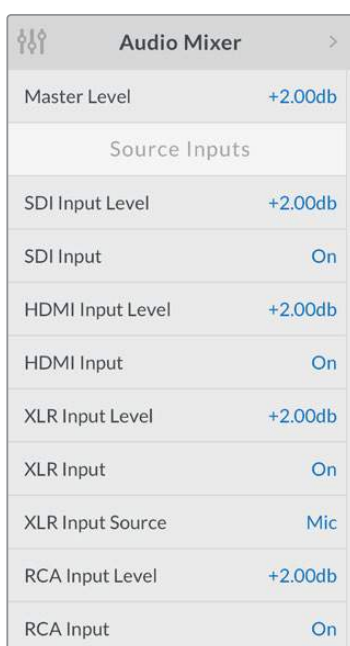 Audio Mixer >
Master Level +2.00db
Source Inputs
SDI Input Level +2.00db
SDI Input On
HDMI Input Level +2.00db
HDMI Input On
XLR Input Level +2.00db
XLR Input On
XLR Input Source Mic
RCA Input Level +2.00db
RCA Input On